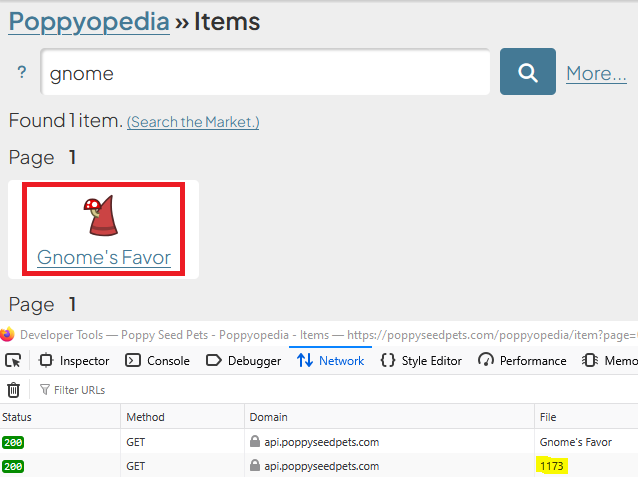 Poppyopedia » Items
? gnome More...
Found 1 item. (Search the Market.)
Page 1
Gnome's Favor
Page 1
Developer Tools — Poppy Seed Pets - Poppyopedia - Items — https://poppyseedpets.com/poppyopedia/item?page=
Inspector Console Debugger Network Style Editor Performance Memo
Filter URLs
Status Method Domain File
200 GET api.poppyseedpets.com Gnome's Favor
200 GET api.poppyseedpets.com 1173